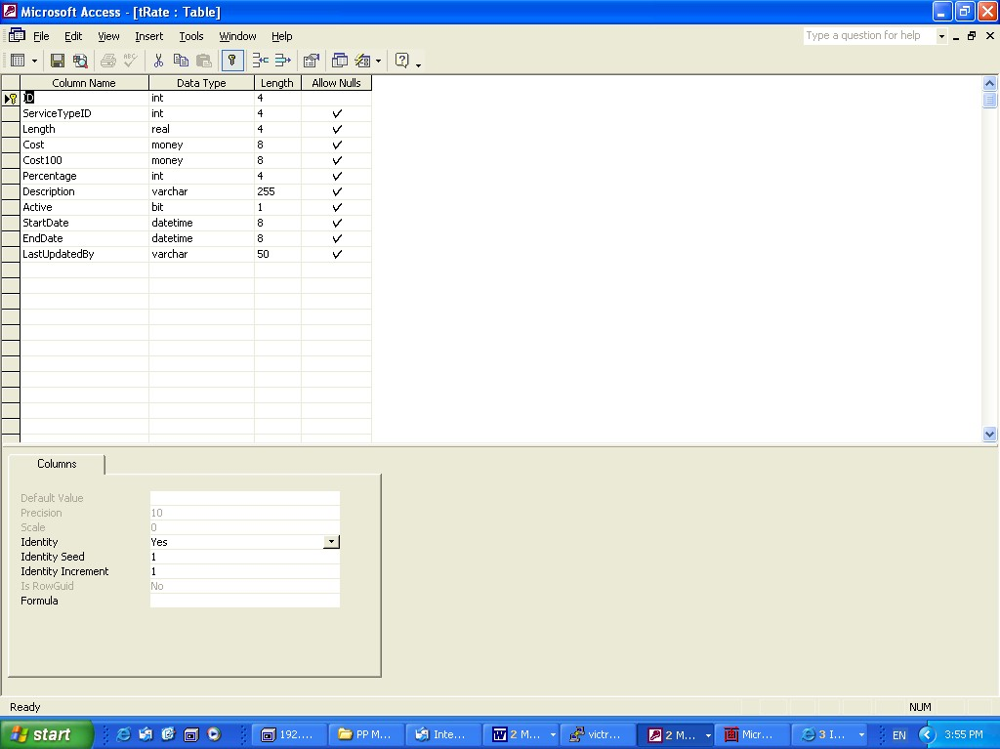 Microsoft Access - [tRate : Table]
File Edit View Insert Tools Window Help Type a question for help
Column Name Data Type Length Allow Nulls
ID int 4
ServiceTypeID int 4
Length real 4
Cost money 8
Cost100 money 8
Percentage int 4
Description varchar 255
Active bit 1
StartDate datetime 8
EndDate datetime 8
LastUpdatedBy varchar 50
Columns
Default Value
Precision 10
Scale 0
Identity Yes
Identity Seed 1
Identity Increment 1
Is RowGuid No
Formula
Ready NUM
start 192.... PP M... Inte... 2 M... victr... 2 M... Micr... 3 I... EN 3:55 PM